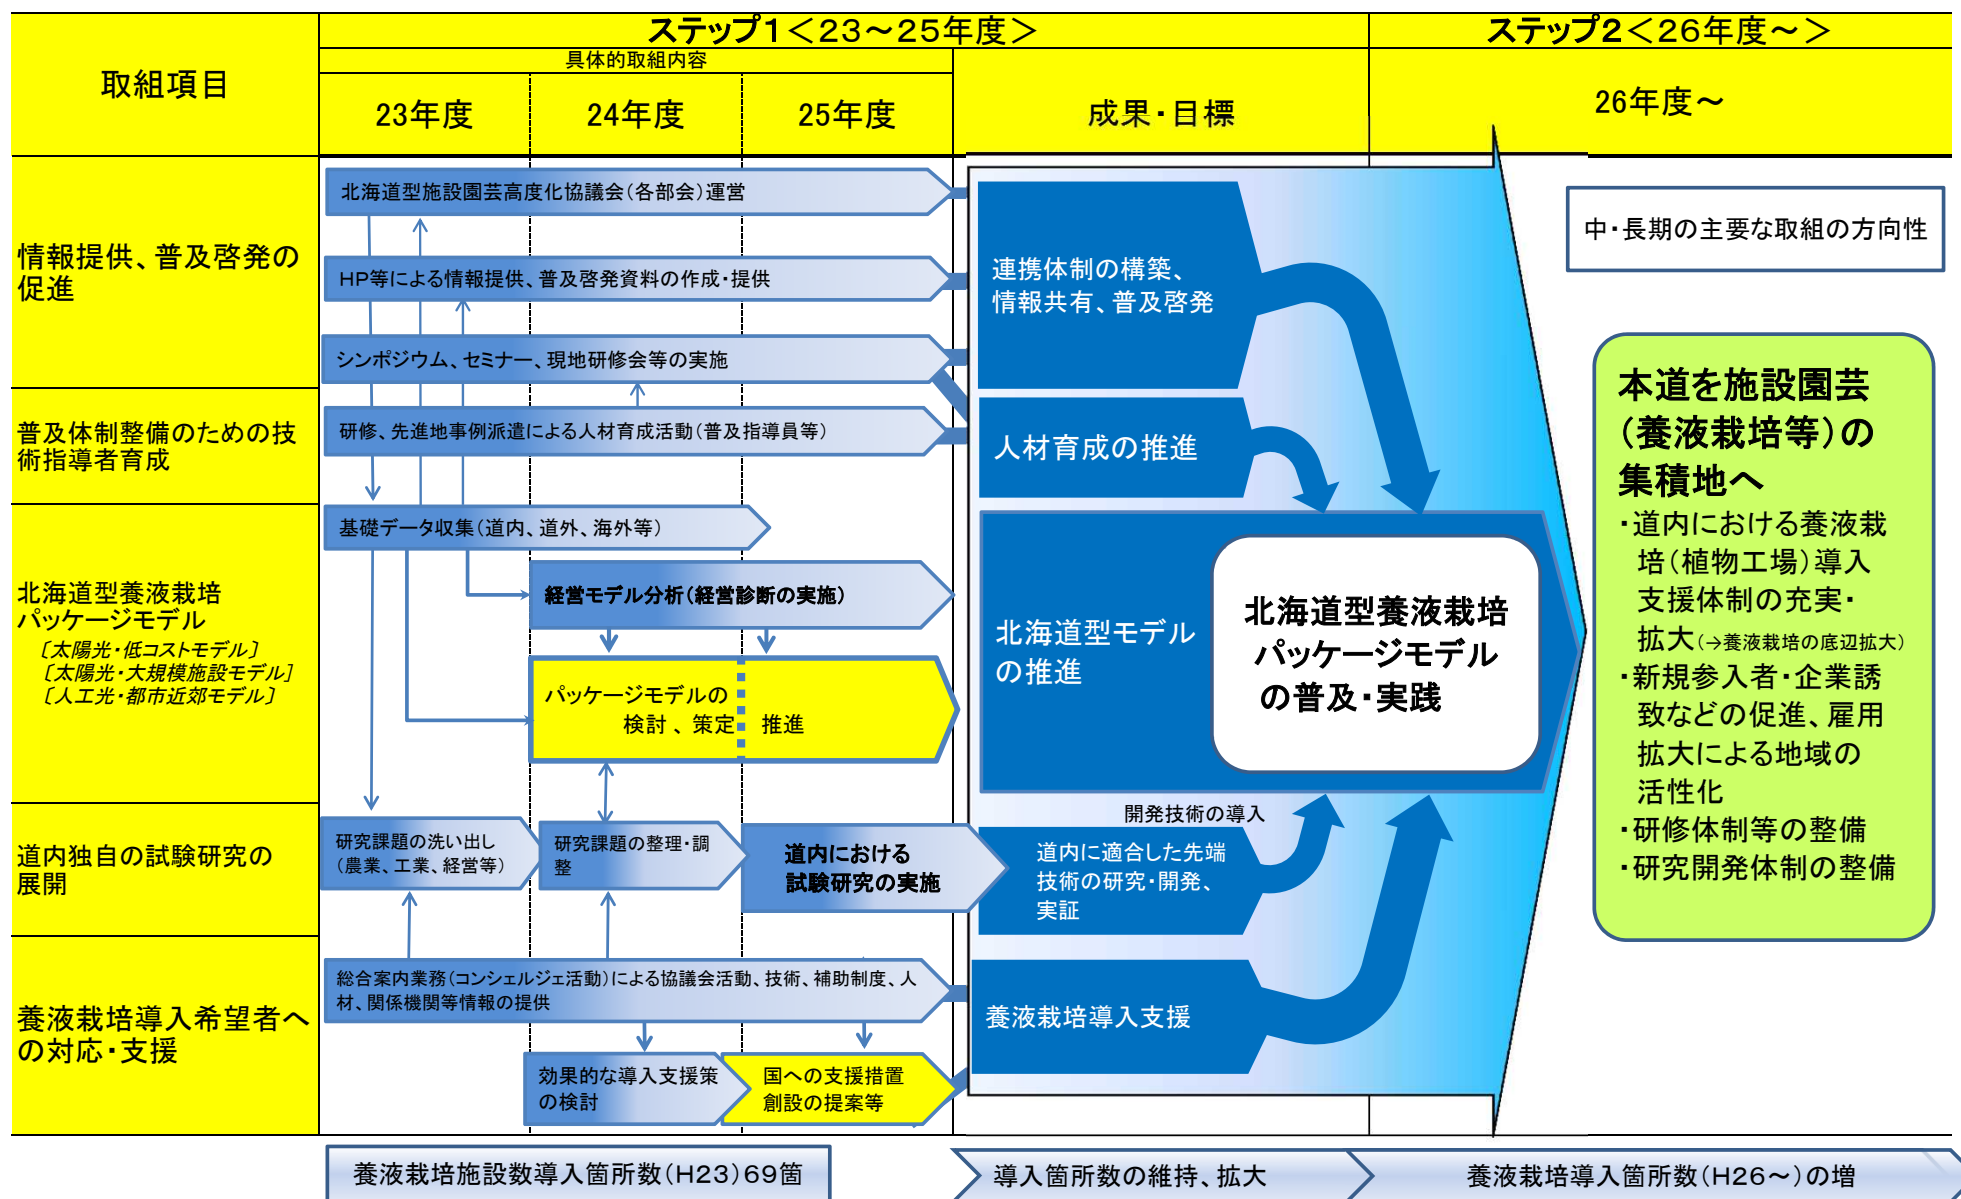 取組項目
ステップ1＜23～25年度＞
ステップ2＜26年度～＞
具体的取組内容
23年度
24年度
25年度
成果・目標
26年度～
情報提供、普及啓発の
促進
北海道型施設園芸高度化協議会（各部会）運営
HP等による情報提供、普及啓発資料の作成・提供
シンポジウム、セミナー、現地研修会等の実施
連携体制の構築、
情報共有、普及啓発
中・長期の主要な取組の方向性
普及体制整備のための技
術指導者育成
研修、先進地事例派遣による人材育成活動（普及指導員等）
人材育成の推進
北海道型養液栽培
パッケージモデル
〔太陽光・低コストモデル〕
〔太陽光・大規模施設モデル〕
〔人工光・都市近郊モデル〕
基礎データ収集（道内、道外、海外等）
経営モデル分析（経営診断の実施）
パッケージモデルの
検討 、策定
推進
北海道型モデル
の推進
北海道型養液栽培
パッケージモデル
の普及・実践
本道を施設園芸
（養液栽培等）の
集積地へ
・道内における養液栽
培（植物工場）導入
支援体制の充実・
拡大（→養液栽培の底辺拡大）
・新規参入者・企業誘
致などの促進、雇用
拡大による地域の
活性化
・研修体制等の整備
・研究開発体制の整備
道内独自の試験研究の
展開
研究課題の洗い出し
（農業、工業、経営等）
研究課題の整理・調
整
道内における
試験研究の実施
開発技術の導入
道内に適合した先端
技術の研究・開発、
実証
養液栽培導入希望者へ
の対応・支援
総合案内業務（コンシェルジェ活動）による協議会活動、技術、補助制度、人
材、関係機関等情報の提供
効果的な導入支援策
の検討
国への支援措置
創設の提案等
養液栽培導入支援
養液栽培施設数導入箇所数（H23）69箇
導入箇所数の維持、拡大
養液栽培導入箇所数（H26～）の増